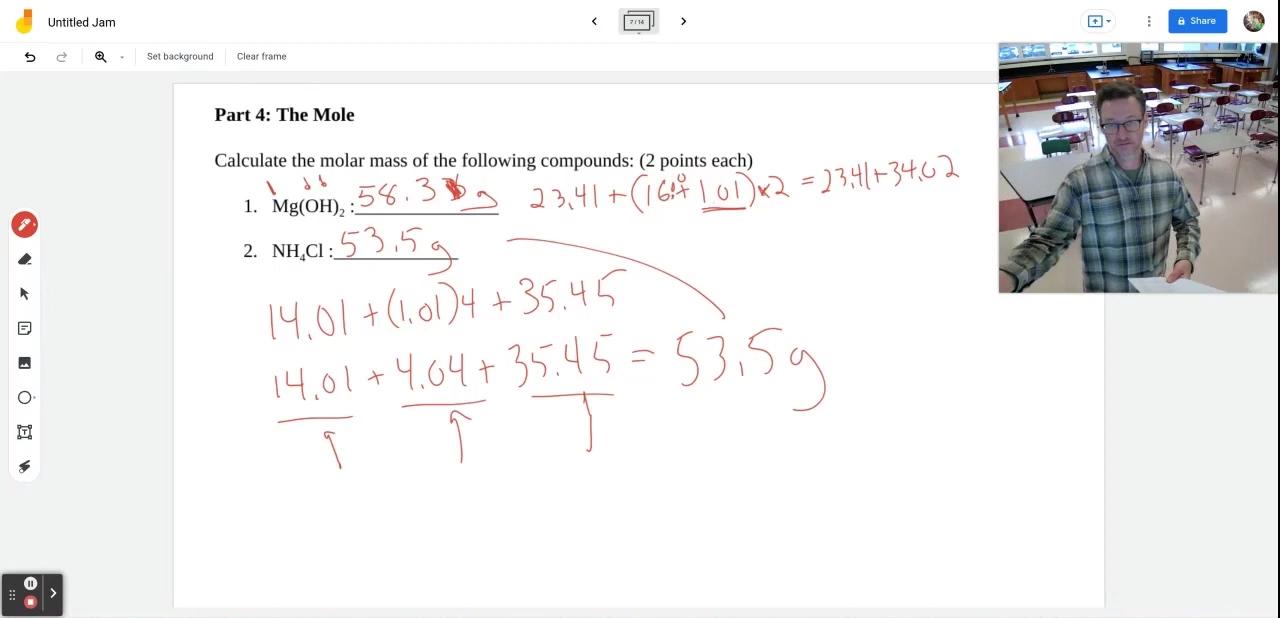 Untitled Jam
7 / 14
Share
Set background
Clear frame
Part 4: The Mole
Calculate the molar mass of the following compounds: (2 points each)
1. Mg(OH)₂ : 58.3 g 23.41 + (16.0 + 1.01) × 2 = 23.41 + 34.02
2. NH₄Cl : 53.5 g
14.01 + (1.01)4 + 35.45
14.01 + 4.04 + 35.45 = 53.5 g